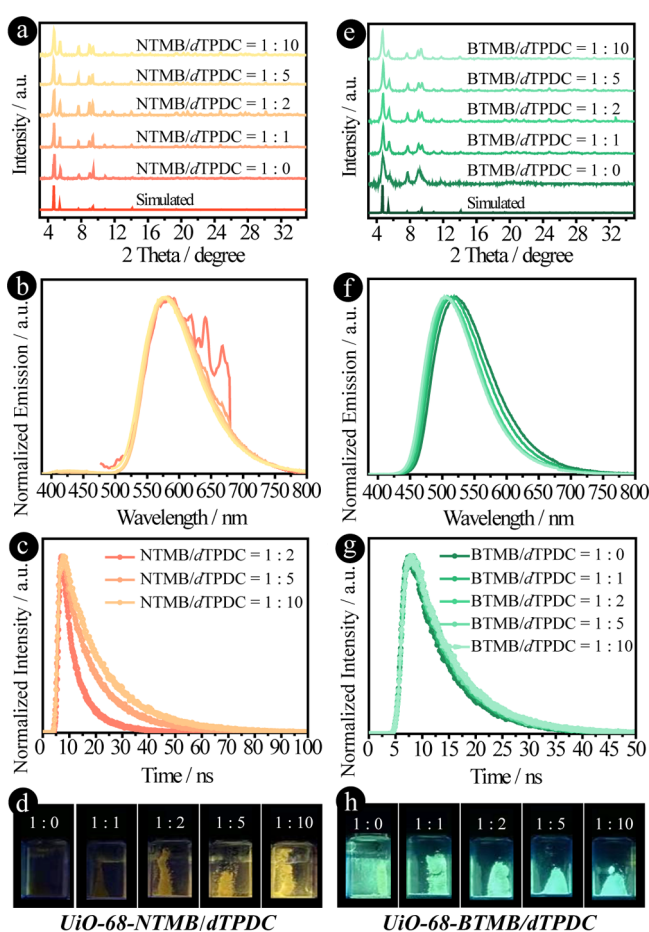 a
NTMB/dTPDC = 1 : 10
NTMB/dTPDC = 1 : 5
NTMB/dTPDC = 1 : 2
NTMB/dTPDC = 1 : 1
NTMB/dTPDC = 1 : 0
Simulated
Intensity / a.u.
4 8 12 16 20 24 28 32
2 Theta / degree
e
BTMB/dTPDC = 1 : 10
BTMB/dTPDC = 1 : 5
BTMB/dTPDC = 1 : 2
BTMB/dTPDC = 1 : 1
BTMB/dTPDC = 1 : 0
Simulated
Intensity / a.u.
4 8 12 16 20 24 28 32
2 Theta / degree
b
Normalized Emission / a.u.
400 450 500 550 600 650 700 750 800
Wavelength / nm
f
Normalized Emission / a.u.
400 450 500 550 600 650 700 750 800
Wavelength / nm
c
NTMB/dTPDC = 1 : 2
NTMB/dTPDC = 1 : 5
NTMB/dTPDC = 1 : 10
Normalized Intensity / a.u.
0 10 20 30 40 50 60 70 80 90 100
Time / ns
g
BTMB/dTPDC = 1 : 0
BTMB/dTPDC = 1 : 1
BTMB/dTPDC = 1 : 2
BTMB/dTPDC = 1 : 5
BTMB/dTPDC = 1 : 10
Normalized Intensity / a.u.
0 5 10 15 20 25 30 35 40 45 50
Time / ns
d
1 : 0 1 : 1 1 : 2 1 : 5 1 : 10
UiO-68-NTMB/dTPDC
h
1 : 0 1 : 1 1 : 2 1 : 5 1 : 10
UiO-68-BTMB/dTPDC